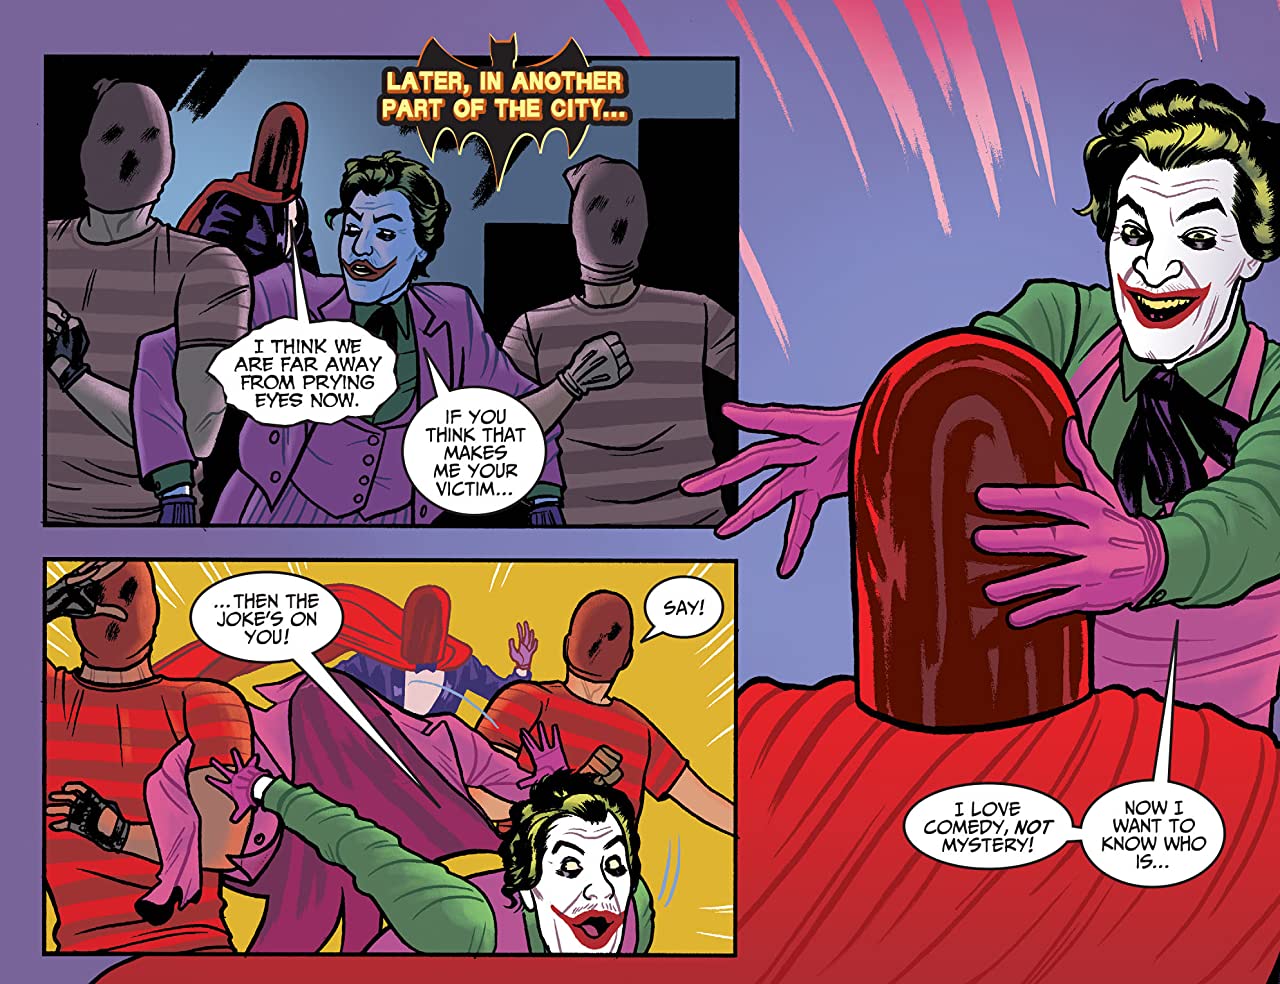 LATER, IN ANOTHER
PART OF THE CITY...
I THINK WE
ARE FAR AWAY
FROM PRYING
EYES NOW.
IF YOU
THINK THAT
MAKES
ME YOUR
VICTIM...
...THEN THE
JOKE'S ON
YOU!
SAY!
I LOVE
COMEDY, NOT
MYSTERY!
NOW I
WANT TO
KNOW WHO
IS...